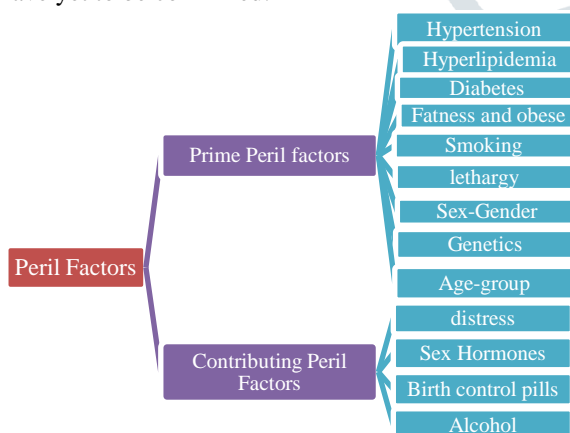 Hypertension
Hyperlipidemia
Diabetes
Fatness and obese
Prime Peril factors
Smoking
lethargy
Sex-Gender
Genetics
Peril Factors
Age-group
distress
Contributing Peril
Factors
Sex Hormones
Birth control pills
Alcohol